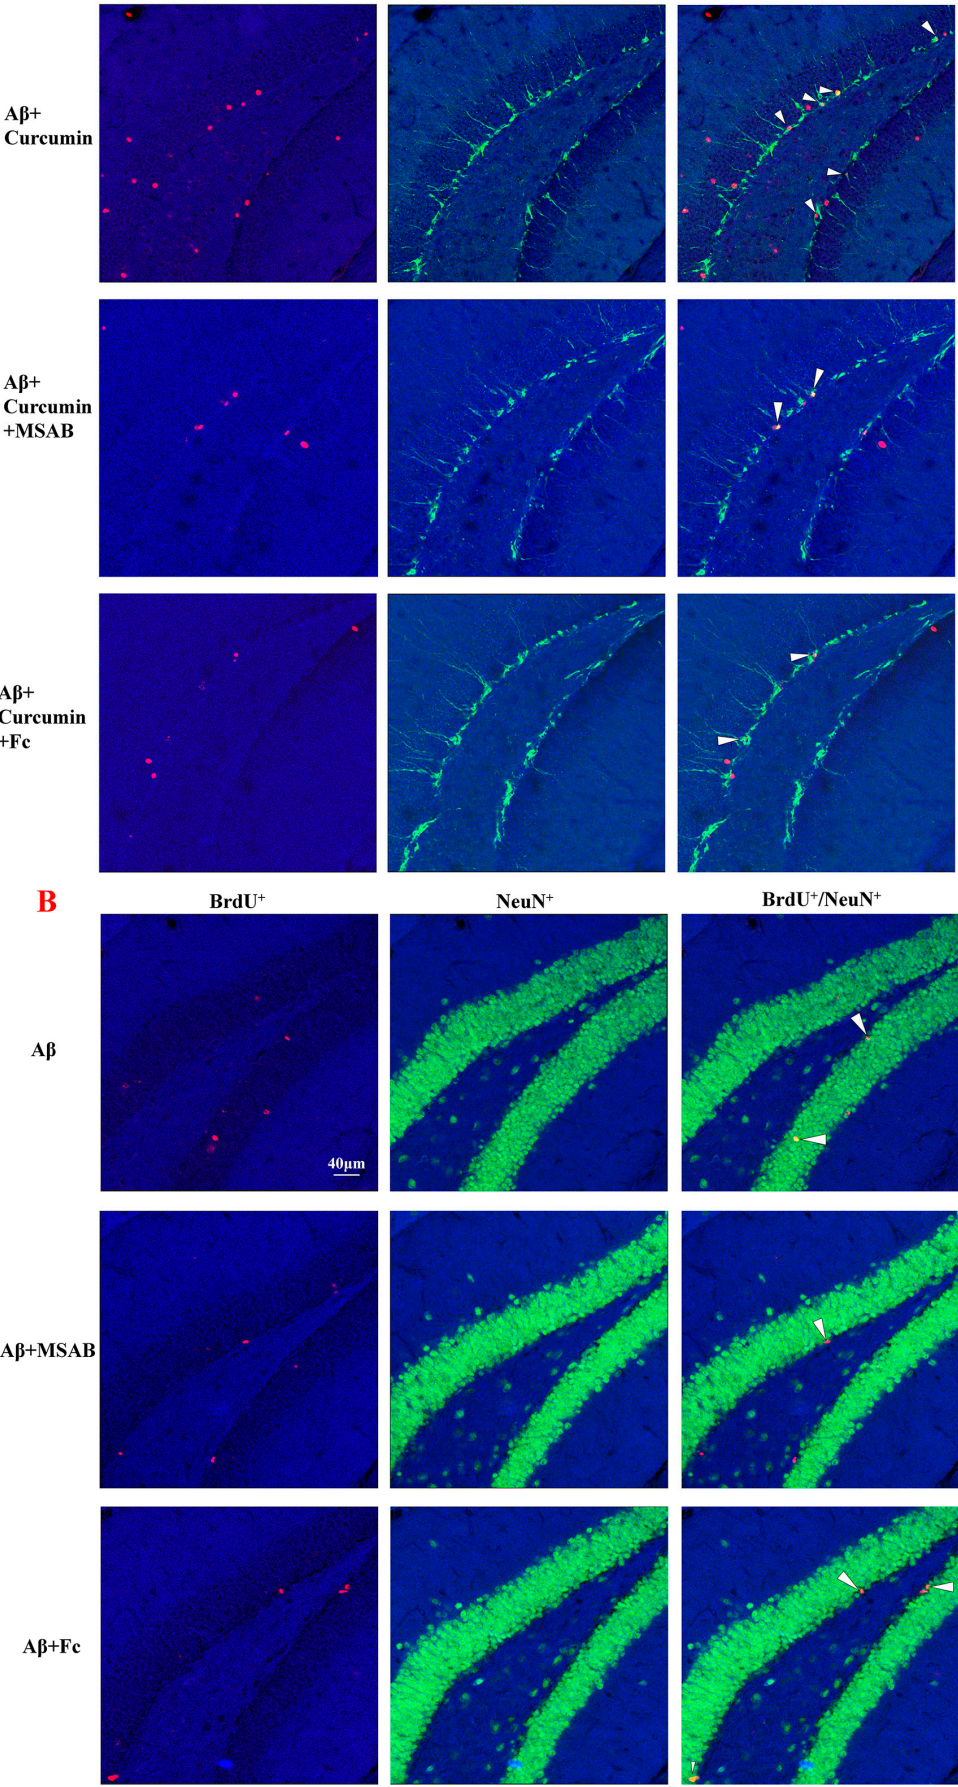 Aβ+
Curcumin
Aβ+
Curcumin
+MSAB
Aβ+
Curcumin
+Fc
B
BrdU⁺
NeuN⁺
BrdU⁺/NeuN⁺
Aβ
40μm
Aβ+MSAB
Aβ+Fc